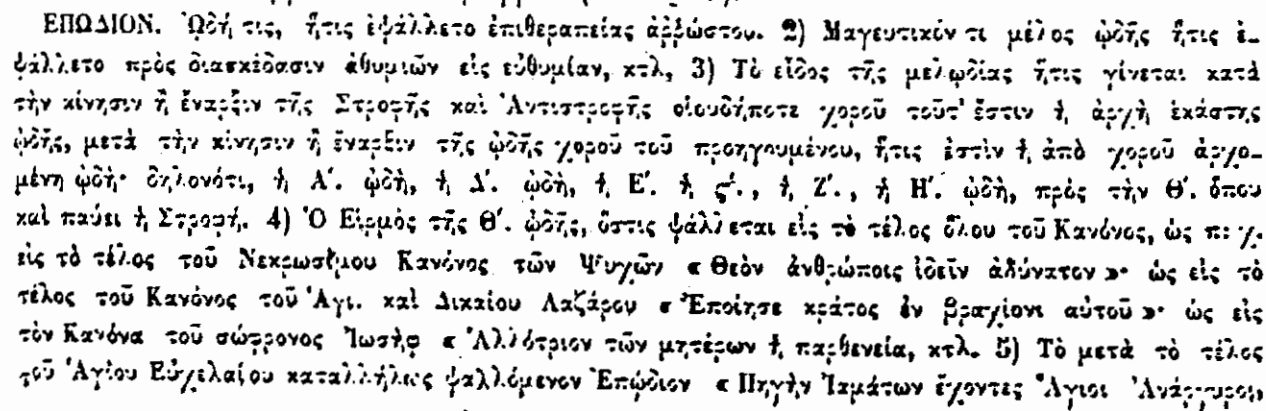 ΕΠΩΔΙΟΝ. Ὠδή τις, ἥτις ἐψάλλετο ἐπιθεραπείας ἀῤῥώστου. 2) Μαγευτικόν τι μέλος ᾠδῆς ἥτις ἐ-
ψάλλετο πρὸς διασκέδασιν ἀθυμιῶν εἰς εὐθυμίαν, κτλ, 3) Τὸ εἶδος τῆς μελῳδίας ἥτις γίνεται κατὰ
τὴν κίνησιν ἢ ἔναρξιν τῆς Στροφῆς καὶ Ἀντιστροφῆς οἱουδήποτε χοροῦ τοῦτ' ἔστιν ἡ ἀρχὴ ἑκάστης
ᾠδῆς, μετὰ τὴν κίνησιν ἢ ἔναρξιν τῆς ᾠδῆς χοροῦ τοῦ προηγουμένου, ἥτις ἐστὶν ἡ ἀπὸ χοροῦ ἀρχο-
μένη ᾠδή· δηλονότι, ἡ Α΄. ᾠδὴ, ἡ Δ΄. ᾠδὴ, ἡ Ε΄. ἡ ς΄., ἡ Ζ΄., ἡ Η΄. ᾠδὴ, πρὸς τὴν Θ΄. ὅπου
καὶ παύει ἡ Στροφή. 4) Ὁ Εἱρμὸς τῆς Θ΄. ᾠδῆς, ὅστις ψάλλεται εἰς τὸ τέλος ὅλου τοῦ Κανόνος, ὡς π. χ.
εἰς τὸ τέλος τοῦ Νεκρωσίμου Κανόνος τῶν Ψυχῶν « Θεὸν ἀνθρώποις ἰδεῖν ἀδύνατον »· ὡς εἰς τὸ
τέλος τοῦ Κανόνος τοῦ Ἁγι. καὶ Δικαίου Λαζάρου « Ἐποίησε κράτος ἐν βραχίονι αὐτοῦ »· ὡς εἰς
τὸν Κανόνα τοῦ σώφρονος Ἰωσὴφ « Ἀλλότριον τῶν μητέρων ἡ παρθενεία, κτλ. 5) Τὸ μετὰ τὸ τέλος
τοῦ Ἁγίου Εὐχελαίου καταλλήλως ψαλλόμενον Ἐπῴδιον « Πηγὴν Ἰαμάτων ἔχοντες Ἅγιοι Ἀνάργυροι,